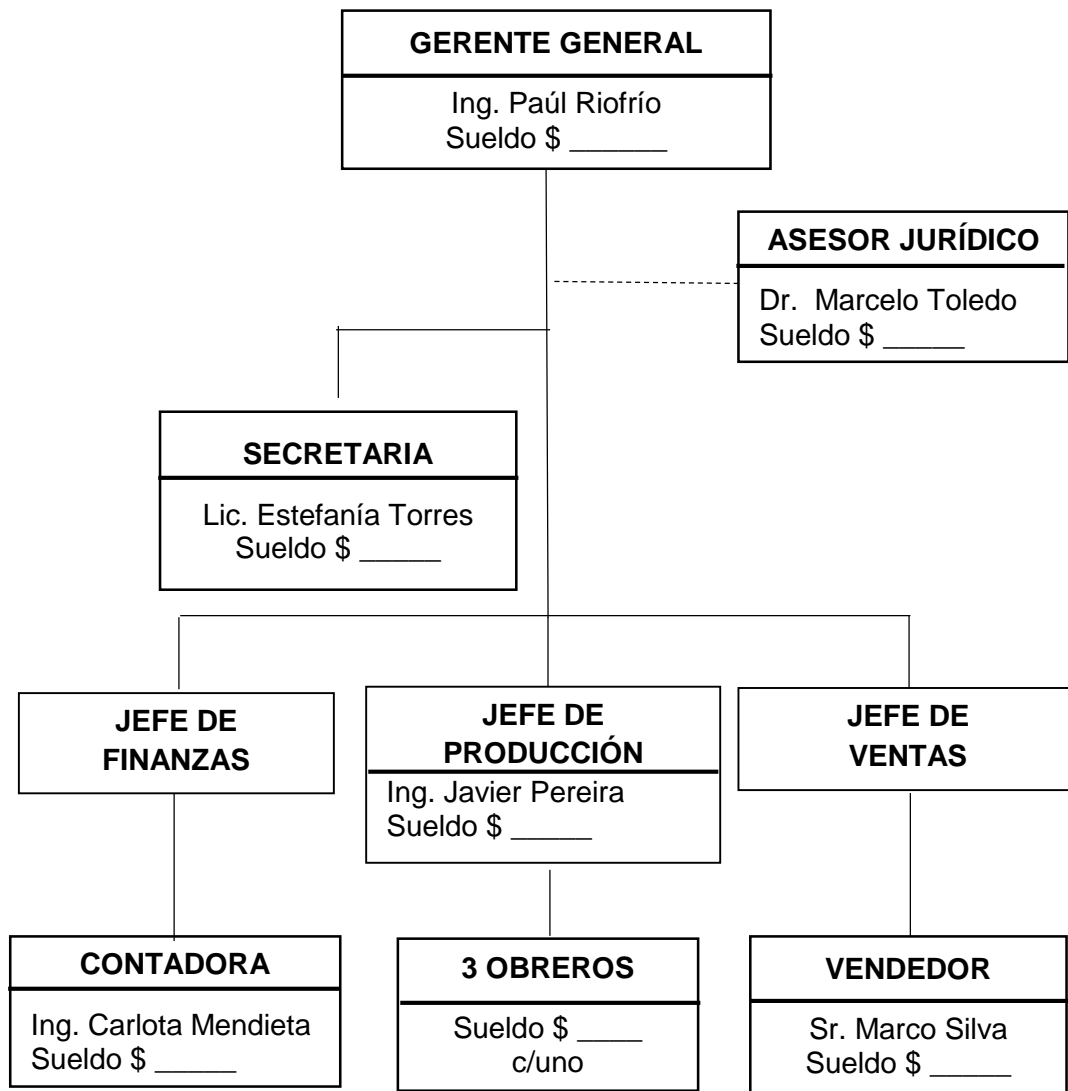 GERENTE GENERAL
Ing. Paúl Riofrío
Sueldo $ ______
ASESOR JURÍDICO
Dr. Marcelo Toledo
Sueldo $ _____
SECRETARIA
Lic. Estefanía Torres
Sueldo $ _____
JEFE DE
FINANZAS
JEFE DE
PRODUCCIÓN
Ing. Javier Pereira
Sueldo $ _____
JEFE DE
VENTAS
CONTADORA
Ing. Carlota Mendieta
Sueldo $ _____
3 OBREROS
Sueldo $ ____
c/uno
VENDEDOR
Sr. Marco Silva
Sueldo $ _____